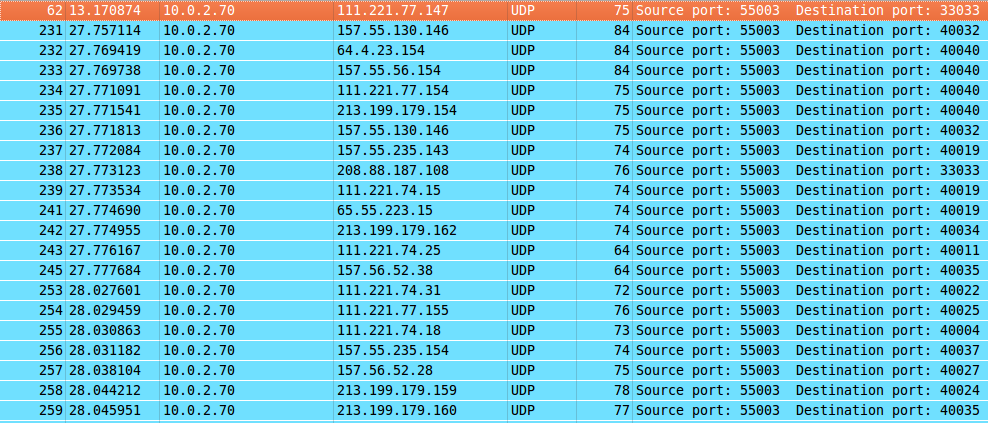 62 13.170874 10.0.2.70 111.221.77.147 UDP 75 Source port: 55003 Destination port: 33033
231 27.757114 10.0.2.70 157.55.130.146 UDP 84 Source port: 55003 Destination port: 40032
232 27.769419 10.0.2.70 64.4.23.154 UDP 84 Source port: 55003 Destination port: 40040
233 27.769738 10.0.2.70 157.55.56.154 UDP 84 Source port: 55003 Destination port: 40040
234 27.771091 10.0.2.70 111.221.77.154 UDP 75 Source port: 55003 Destination port: 40040
235 27.771541 10.0.2.70 213.199.179.154 UDP 75 Source port: 55003 Destination port: 40040
236 27.771813 10.0.2.70 157.55.130.146 UDP 75 Source port: 55003 Destination port: 40032
237 27.772084 10.0.2.70 157.55.235.143 UDP 74 Source port: 55003 Destination port: 40019
238 27.773123 10.0.2.70 208.88.187.108 UDP 76 Source port: 55003 Destination port: 33033
239 27.773534 10.0.2.70 111.221.74.15 UDP 74 Source port: 55003 Destination port: 40019
241 27.774690 10.0.2.70 65.55.223.15 UDP 74 Source port: 55003 Destination port: 40019
242 27.774955 10.0.2.70 213.199.179.162 UDP 74 Source port: 55003 Destination port: 40034
243 27.776167 10.0.2.70 111.221.74.25 UDP 64 Source port: 55003 Destination port: 40011
245 27.777684 10.0.2.70 157.56.52.38 UDP 64 Source port: 55003 Destination port: 40035
253 28.027601 10.0.2.70 111.221.74.31 UDP 72 Source port: 55003 Destination port: 40022
254 28.029459 10.0.2.70 111.221.77.155 UDP 76 Source port: 55003 Destination port: 40025
255 28.030863 10.0.2.70 111.221.74.18 UDP 73 Source port: 55003 Destination port: 40004
256 28.031182 10.0.2.70 157.55.235.154 UDP 74 Source port: 55003 Destination port: 40037
257 28.038104 10.0.2.70 157.56.52.28 UDP 75 Source port: 55003 Destination port: 40027
258 28.044212 10.0.2.70 213.199.179.159 UDP 78 Source port: 55003 Destination port: 40024
259 28.045951 10.0.2.70 213.199.179.160 UDP 77 Source port: 55003 Destination port: 40035